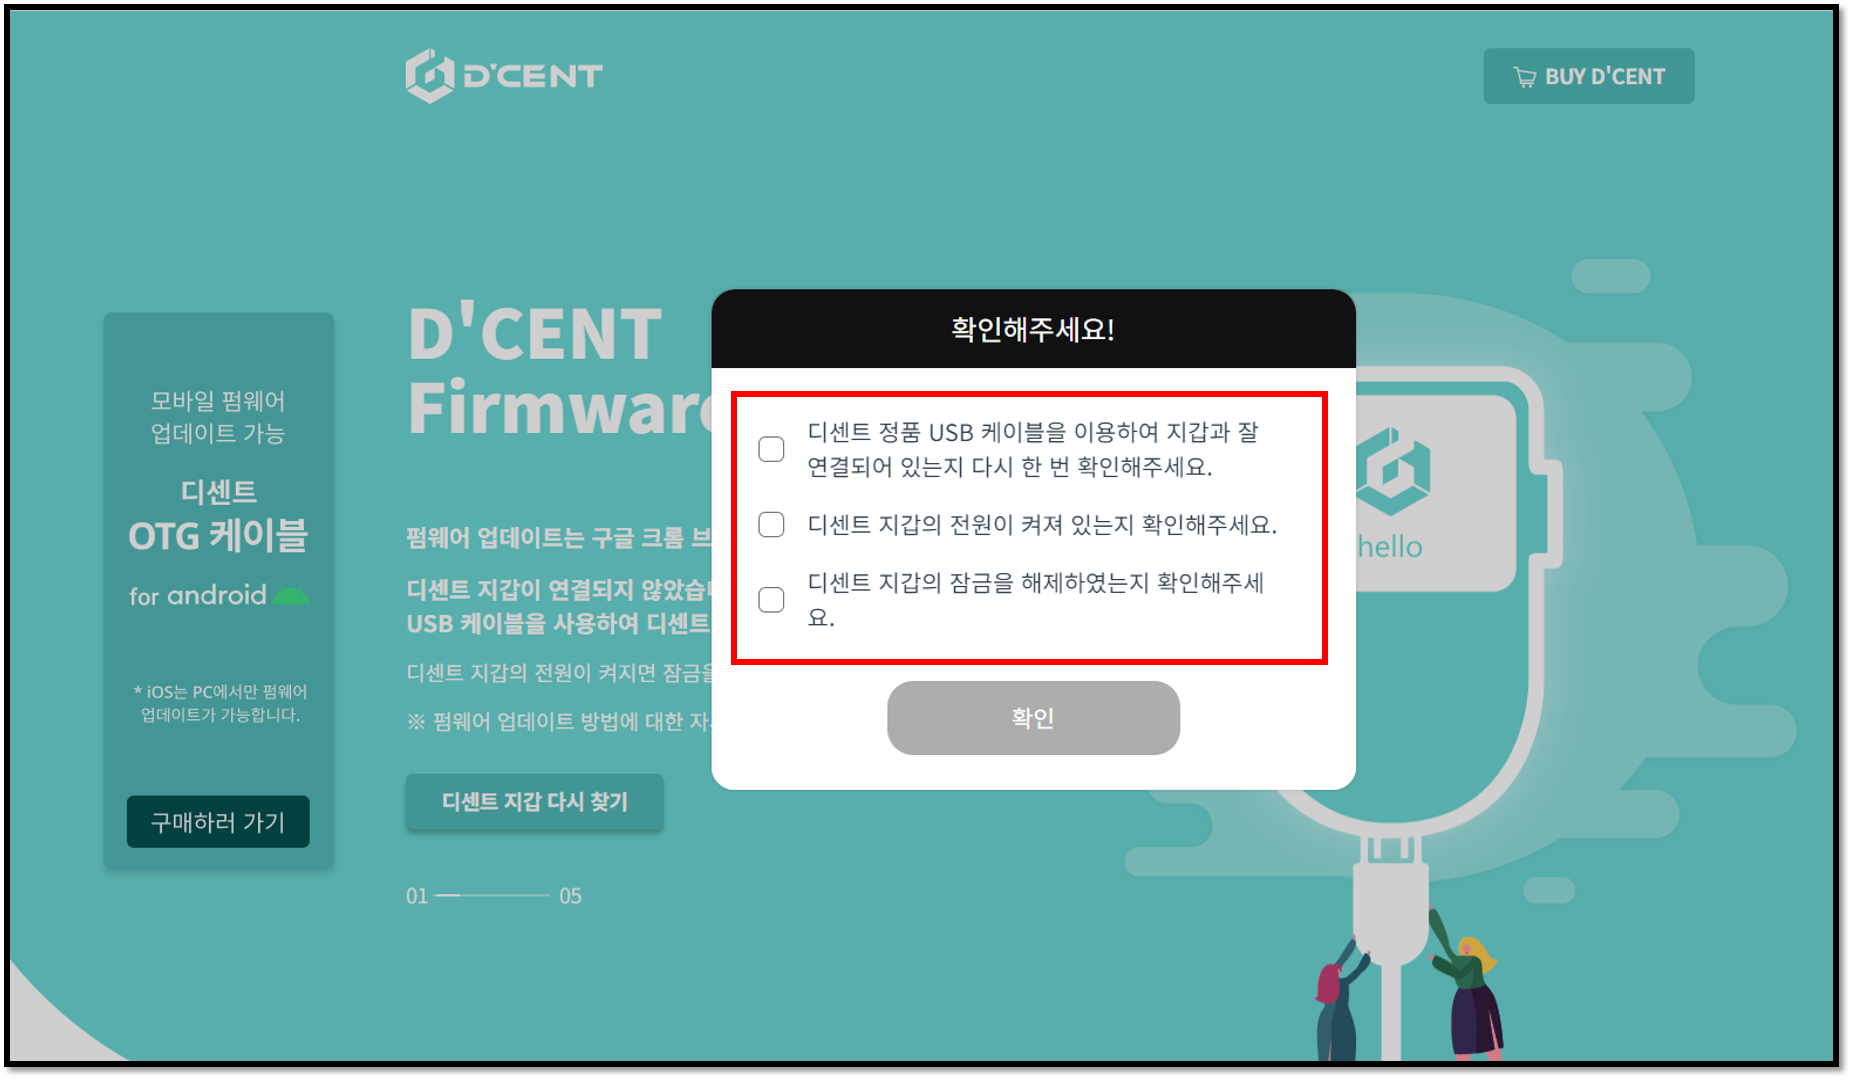 D'CENT
BUY D'CENT
모바일 펌웨어
업데이트 가능
디센트
OTG 케이블
for android
* iOS는 PC에서만 펌웨어
업데이트가 가능합니다.
구매하러 가기
D'CENT
Firmware
펌웨어 업데이트는 구글 크롬 브
디센트 지갑이 연결되지 않았습
USB 케이블을 사용하여 디센트
디센트 지갑의 전원이 켜지면 잠금을
※ 펌웨어 업데이트 방법에 대한 자
디센트 지갑 다시 찾기
01
05
확인해주세요!
디센트 정품 USB 케이블을 이용하여 지갑과 잘
연결되어 있는지 다시 한 번 확인해주세요.
디센트 지갑의 전원이 켜져 있는지 확인해주세요.
디센트 지갑의 잠금을 해제하였는지 확인해주세
요.
확인
hello